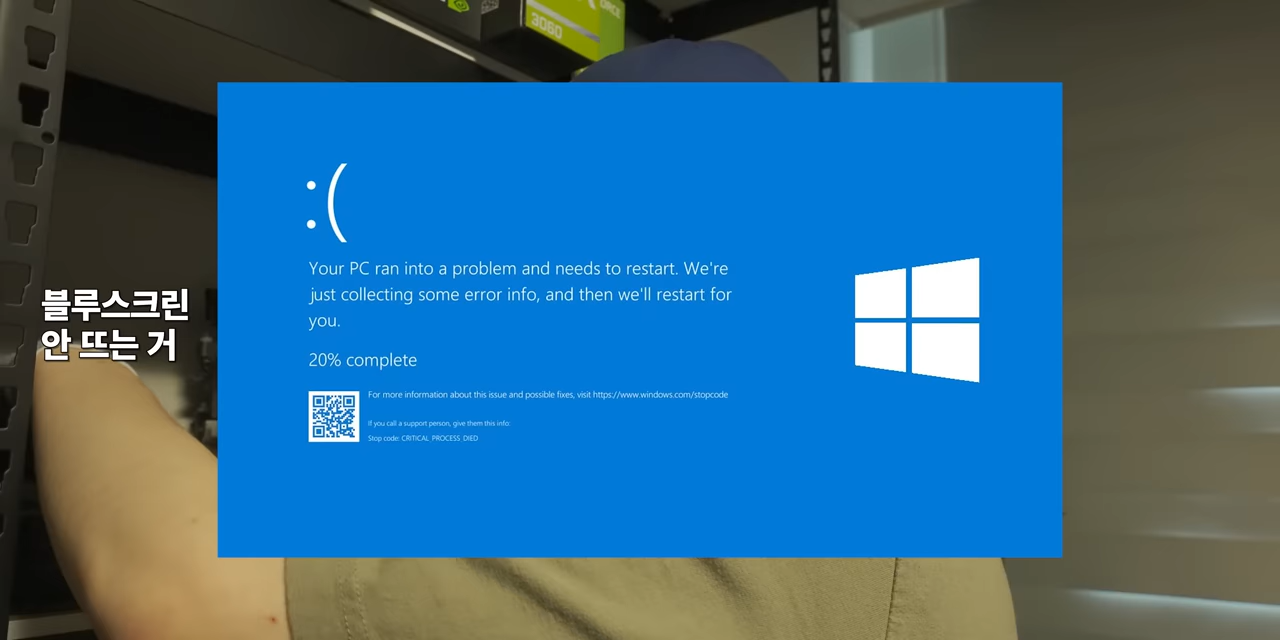 ORCE
3060
:(
Your PC ran into a problem and needs to restart. We're
just collecting some error info, and then we'll restart for
you.
20% complete
For more information about this issue and possible fixes, visit https://www.windows.com/stopcode
If you call a support person, give them this info:
Stop code: CRITICAL_PROCESS_DIED
블루스크린
안 뜨는 거